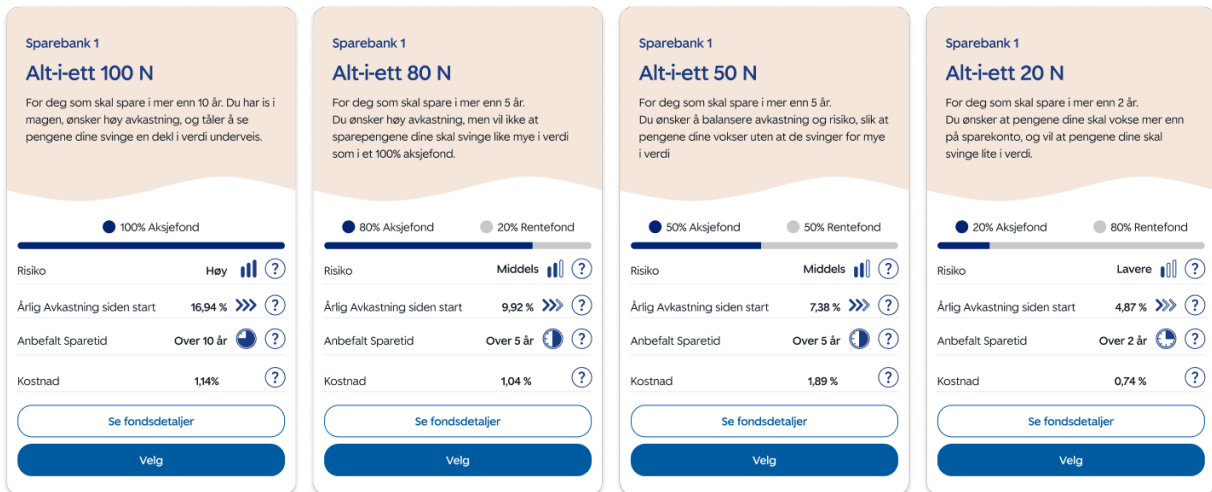 Sparebank 1
Alt-i-ett 100 N
For deg som skal spare i mer enn 10 år. Du har is i
magen, ønsker høy avkastning, og tåler å se
pengene dine svinge en dekl i verdi underveis.
100% Aksjefond
Risiko Høy ?
Årlig Avkastning siden start 16,94 % ?
Anbefalt Sparetid Over 10 år ?
Kostnad 1,14% ?
Se fondsdetaljer
Velg
Sparebank 1
Alt-i-ett 80 N
For deg som skal spare i mer enn 5 år.
Du ønsker høy avkastning, men vil ikke at
sparepengene dine skal svinge like mye i verdi
som i et 100% aksjefond.
80% Aksjefond 20% Rentefond
Risiko Middels ?
Årlig Avkastning siden start 9,92 % ?
Anbefalt Sparetid Over 5 år ?
Kostnad 1,04 % ?
Se fondsdetaljer
Velg
Sparebank 1
Alt-i-ett 50 N
For deg som skal spare i mer enn 5 år.
Du ønsker å balansere avkastning og risiko, slik at
pengene dine vokser uten at de svinger for mye
i verdi
50% Aksjefond 50% Rentefond
Risiko Middels ?
Årlig Avkastning siden start 7,38 % ?
Anbefalt Sparetid Over 5 år ?
Kostnad 1,89 % ?
Se fondsdetaljer
Velg
Sparebank 1
Alt-i-ett 20 N
For deg som skal spare i mer enn 2 år.
Du ønsker at pengene dine skal vokse mer enn
på sparekonto, og vil at pengene dine skal
svinge lite i verdi.
20% Aksjefond 80% Rentefond
Risiko Lavere ?
Årlig Avkastning siden start 4,87 % ?
Anbefalt Sparetid Over 2 år ?
Kostnad 0,74 % ?
Se fondsdetaljer
Velg